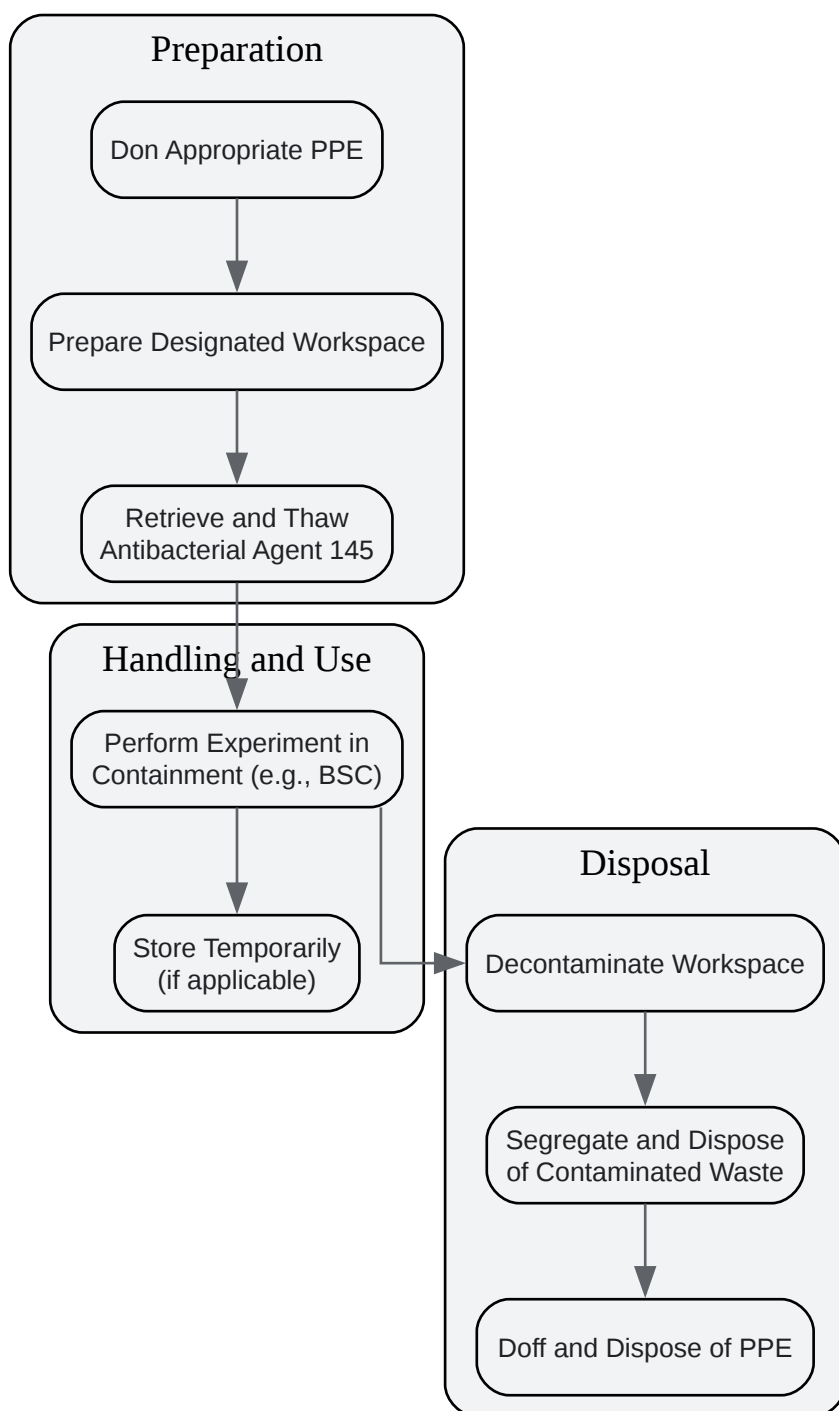 Preparation
Don Appropriate PPE
Prepare Designated Workspace
Retrieve and Thaw
Antibacterial Agent 145
Handling and Use
Perform Experiment in
Containment (e.g., BSC)
Store Temporarily
(if applicable)
Disposal
Decontaminate Workspace
Segregate and Dispose
of Contaminated Waste
Doff and Dispose of PPE